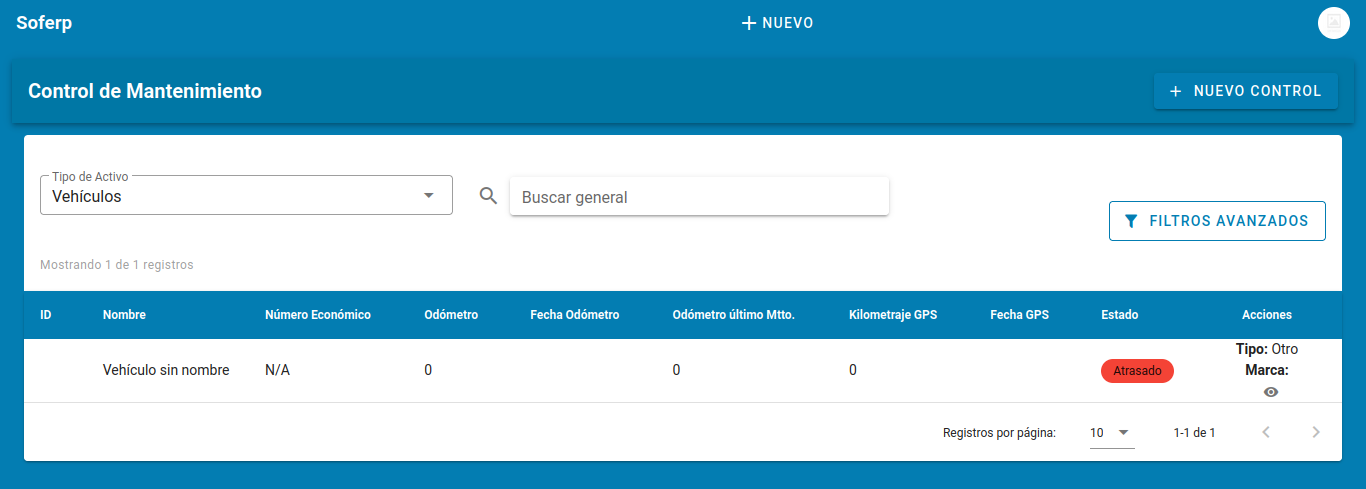 Soferp
NUEVO
Control de Mantenimiento
NUEVO CONTROL
Tipo de Activo
Vehículos
Buscar general
FILTROS AVANZADOS
Mostrando 1 de 1 registros
ID Nombre Número Económico Odómetro Fecha Odómetro Odómetro último Mtto. Kilometraje GPS Fecha GPS Estado Acciones
Vehículo sin nombre N/A 0 0 0 Atrasado Tipo: Otro
Marca:
Registros por página: 10 1-1 de 1